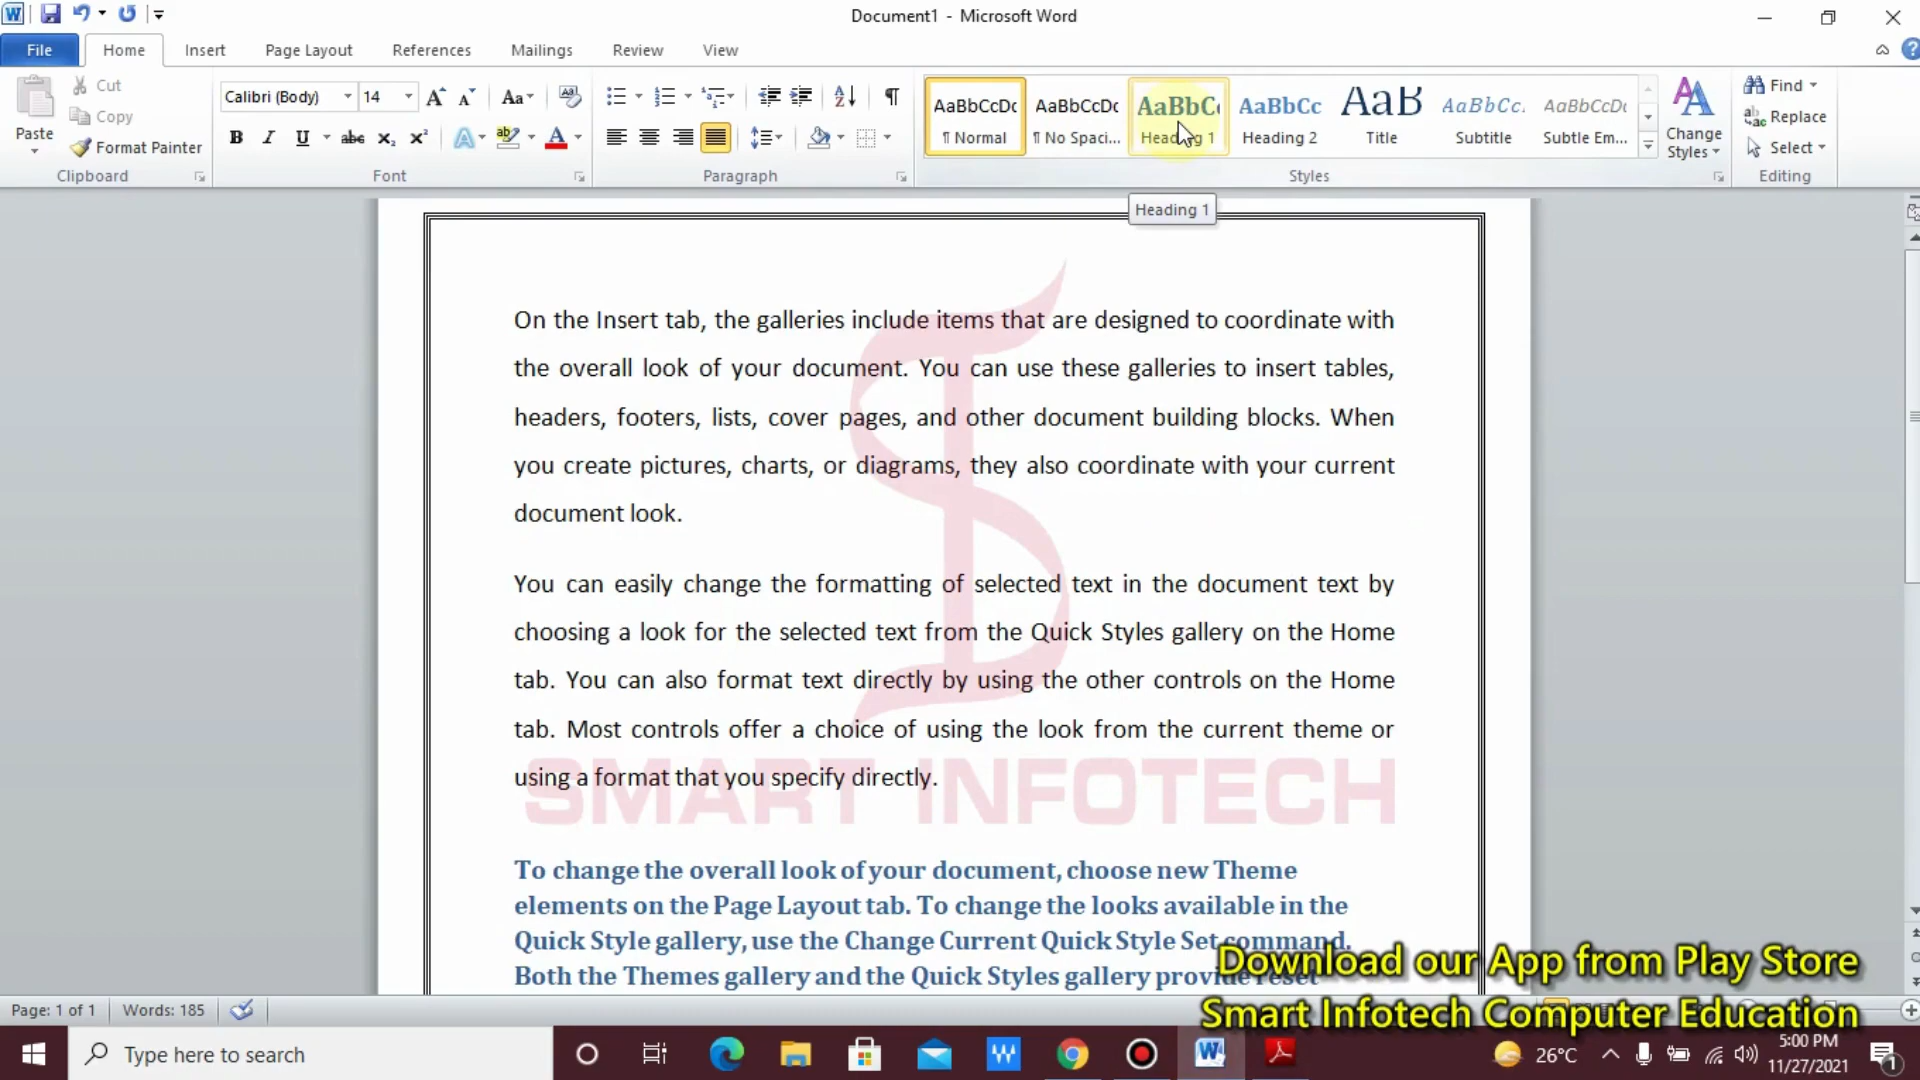 Document1 - Microsoft Word
File Home Insert Page Layout References Mailings Review View
Cut
Copy
Paste
Format Painter
Clipboard
Calibri (Body) 14
Font
Paragraph
AaBbCcDc AaBbCcDc AaBbC AaBbCc AaB AaBbCc. AaBbCcDc
¶ Normal ¶ No Spaci... Heading 1 Heading 2 Title Subtitle Subtle Em...
Change Styles
Styles
Find
Replace
Select
Editing
Heading 1
On the Insert tab, the galleries include items that are designed to coordinate with
the overall look of your document. You can use these galleries to insert tables,
headers, footers, lists, cover pages, and other document building blocks. When
you create pictures, charts, or diagrams, they also coordinate with your current
document look.
You can easily change the formatting of selected text in the document text by
choosing a look for the selected text from the Quick Styles gallery on the Home
tab. You can also format text directly by using the other controls on the Home
tab. Most controls offer a choice of using the look from the current theme or
using a format that you specify directly.
SMART INFOTECH
To change the overall look of your document, choose new Theme
elements on the Page Layout tab. To change the looks available in the
Quick Style gallery, use the Change Current Quick Style Set command.
Both the Themes gallery and the Quick Styles gallery provide reset
Download our App from Play Store
Smart Infotech Computer Education
Page: 1 of 1 Words: 185
Type here to search
26°C
5:00 PM
11/27/2021
1